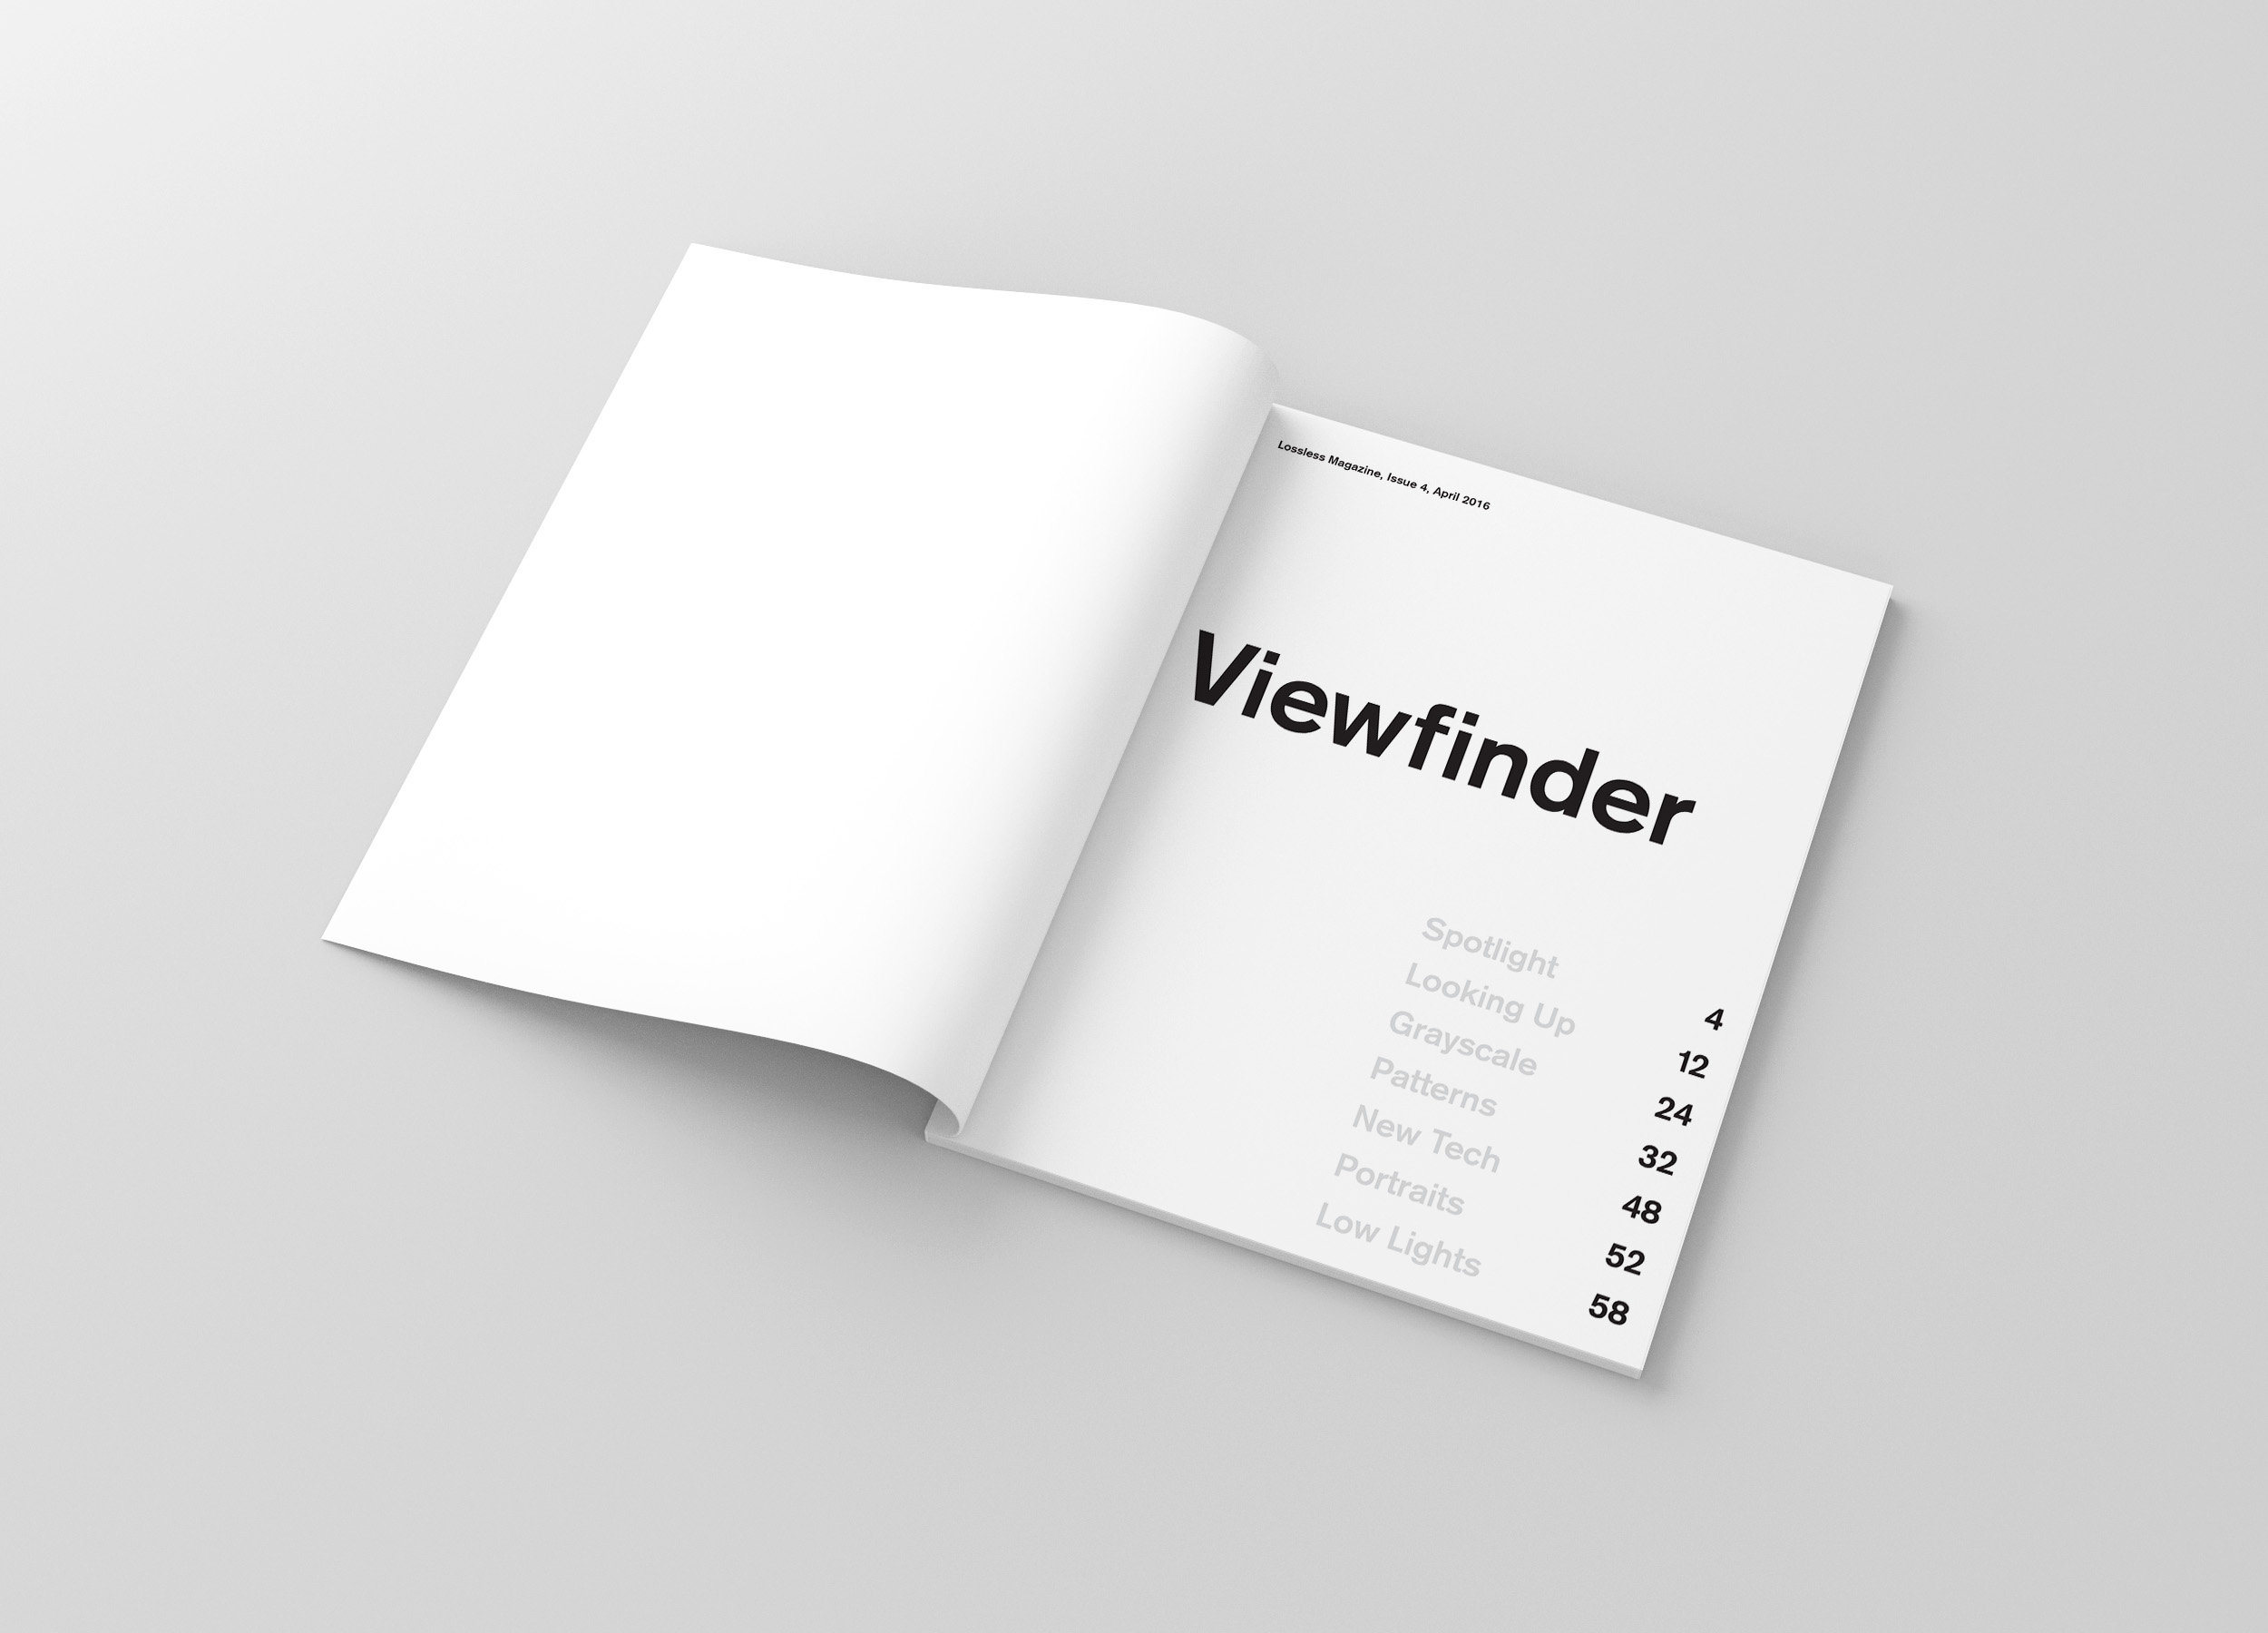 Lossless Magazine, Issue 4, April 2016
Viewfinder
Spotlight 4
Looking Up 12
Grayscale 24
Patterns 32
New Tech 48
Portraits 52
Low Lights 58